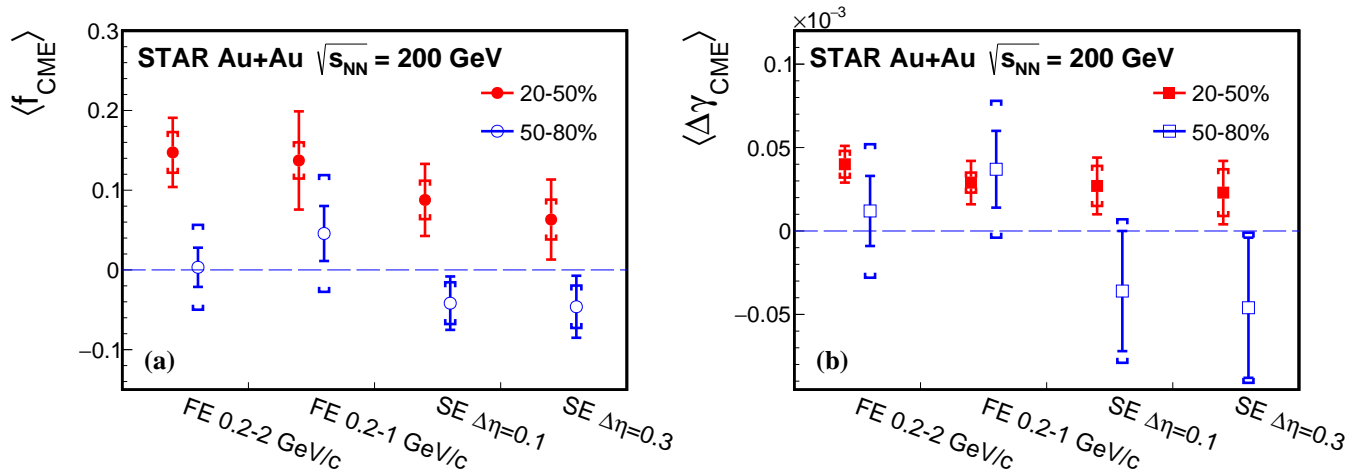 ⟨f_CME⟩
0.3
0.2
0.1
0
−0.1
STAR Au+Au √s_NN = 200 GeV
20-50%
50-80%
(a)
FE 0.2-2 GeV/c
FE 0.2-1 GeV/c
SE Δη=0.1
SE Δη=0.3
⟨Δγ_CME⟩
×10⁻³
0.1
0.05
0
−0.05
STAR Au+Au √s_NN = 200 GeV
20-50%
50-80%
(b)
FE 0.2-2 GeV/c
FE 0.2-1 GeV/c
SE Δη=0.1
SE Δη=0.3